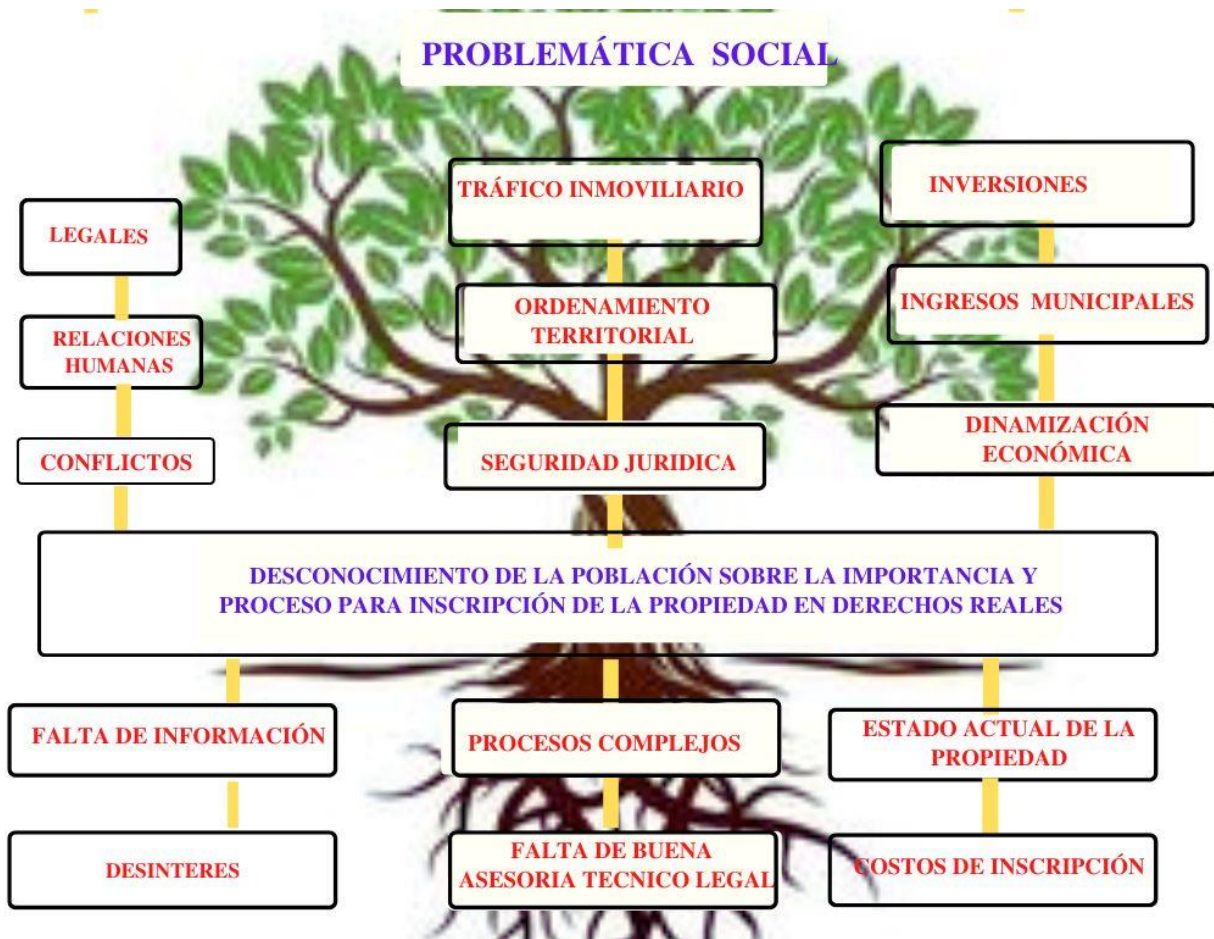 PROBLEMÁTICA SOCIAL
LEGALES
RELACIONES
HUMANAS
CONFLICTOS
TRÁFICO INMOVILIARIO
ORDENAMIENTO
TERRITORIAL
SEGURIDAD JURIDICA
INVERSIONES
INGRESOS MUNICIPALES
DINAMIZACIÓN
ECONÓMICA
DESCONOCIMIENTO DE LA POBLACIÓN SOBRE LA IMPORTANCIA Y
PROCESO PARA INSCRIPCIÓN DE LA PROPIEDAD EN DERECHOS REALES
FALTA DE INFORMACIÓN
DESINTERES
PROCESOS COMPLEJOS
FALTA DE BUENA
ASESORIA TECNICO LEGAL
ESTADO ACTUAL DE LA
PROPIEDAD
COSTOS DE INSCRIPCIÓN